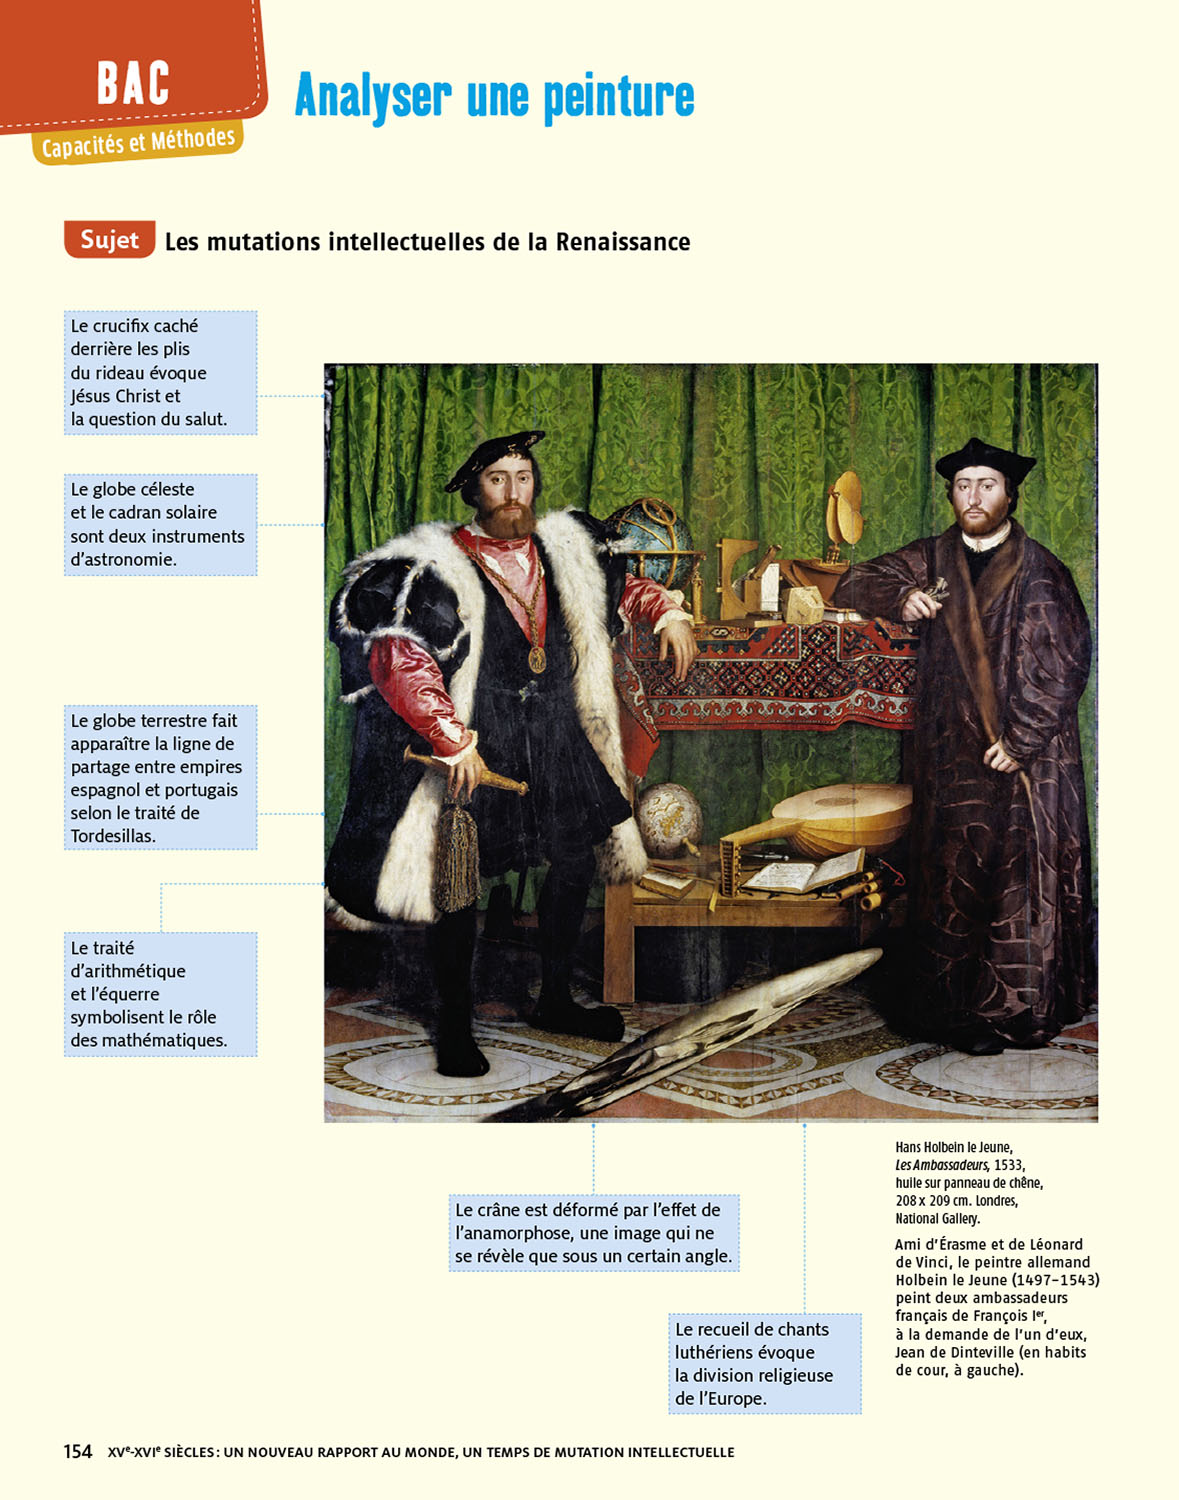 BAC
Capacités et Méthodes
Analyser une peinture
Sujet Les mutations intellectuelles de la Renaissance
Le crucifix caché
derrière les plis
du rideau évoque
Jésus Christ et
la question du salut.
Le globe céleste
et le cadran solaire
sont deux instruments
d'astronomie.
Le globe terrestre fait
apparaître la ligne de
partage entre empires
espagnol et portugais
selon le traité de
Tordesillas.
Le traité
d'arithmétique
et l'équerre
symbolisent le rôle
des mathématiques.
Le crâne est déformé par l'effet de
l'anamorphose, une image qui ne
se révèle que sous un certain angle.
Le recueil de chants
luthériens évoque
la division religieuse
de l'Europe.
Hans Holbein le Jeune,
Les Ambassadeurs, 1533,
huile sur panneau de chêne,
208 x 209 cm. Londres,
National Gallery.
Ami d'Érasme et de Léonard
de Vinci, le peintre allemand
Holbein le Jeune (1497-1543)
peint deux ambassadeurs
français de François Ier,
à la demande de l'un d'eux,
Jean de Dinteville (en habits
de cour, à gauche).
154 XVe-XVIe SIÈCLES : UN NOUVEAU RAPPORT AU MONDE, UN TEMPS DE MUTATION INTELLECTUELLE